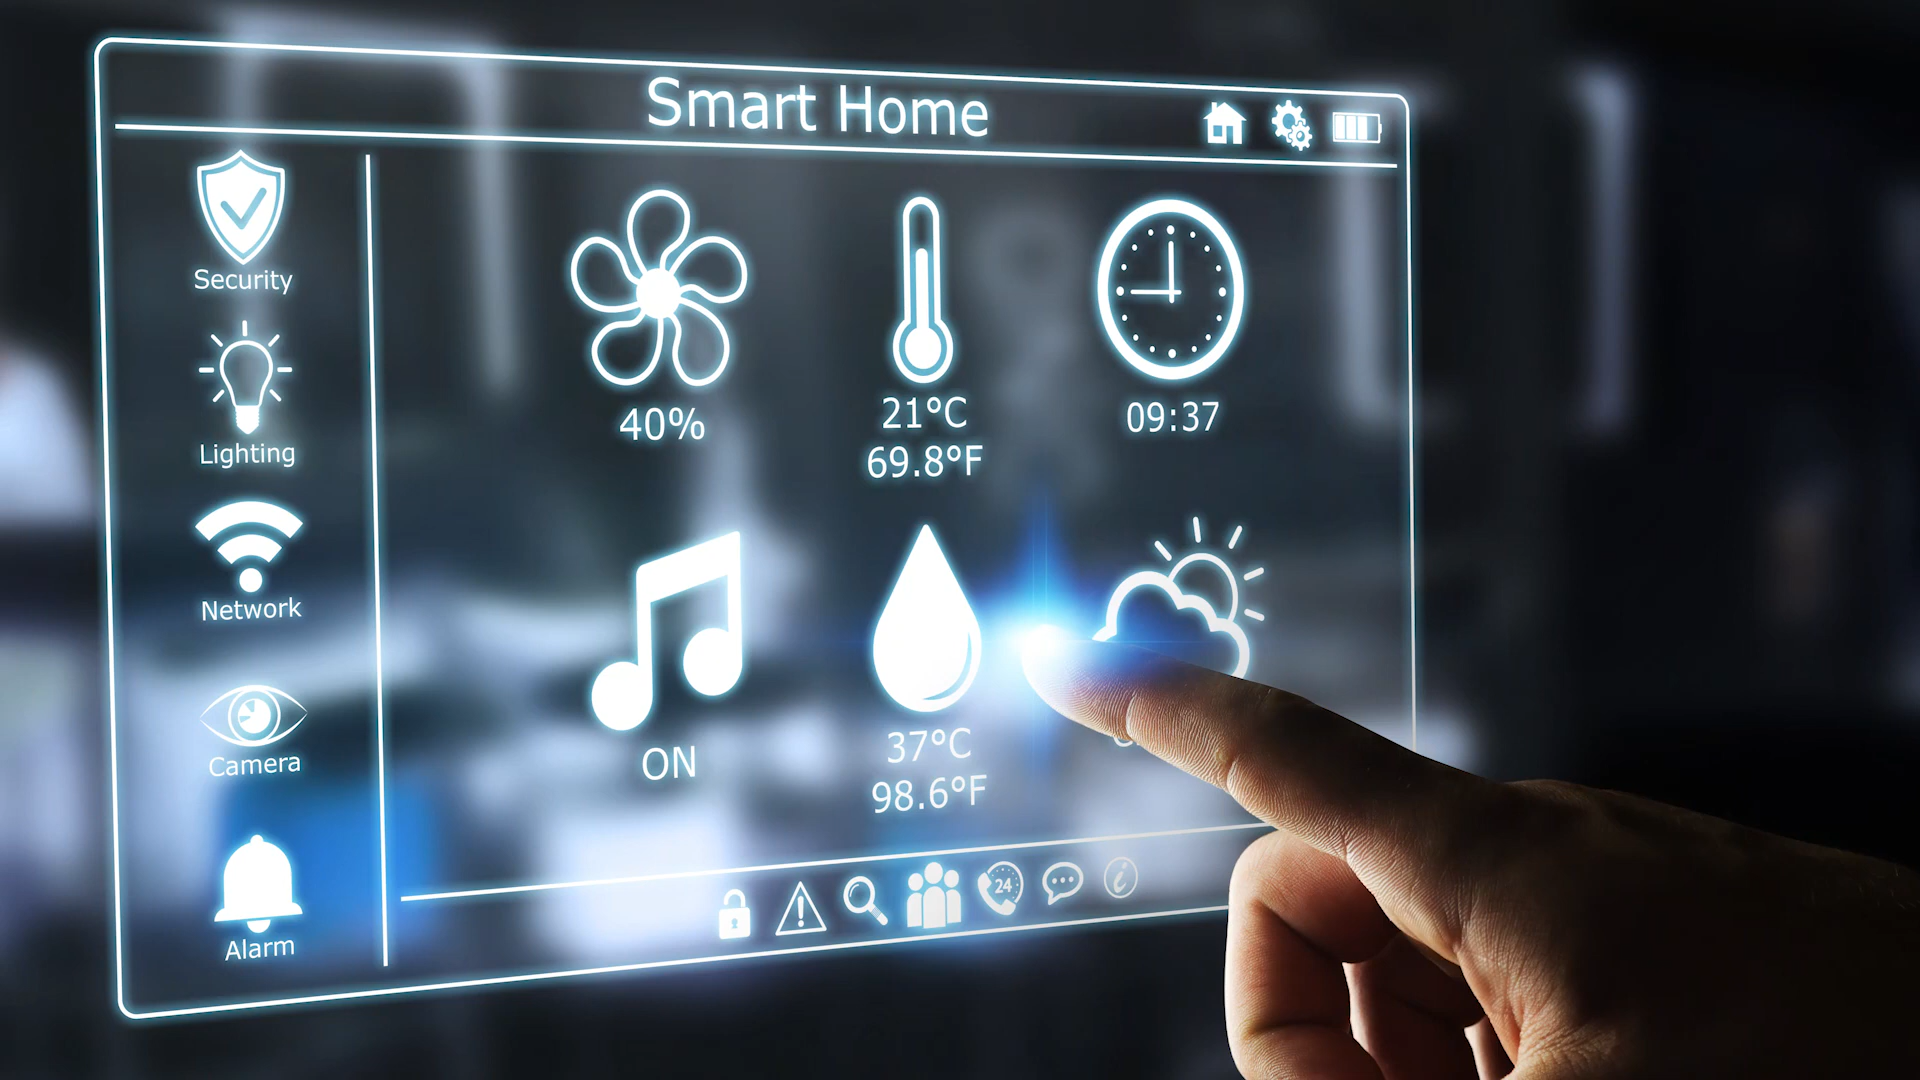 Smart Home
Security
Lighting
Network
Camera
Alarm
40%
21°C
69.8°F
09:37
ON
37°C
98.6°F
24
i